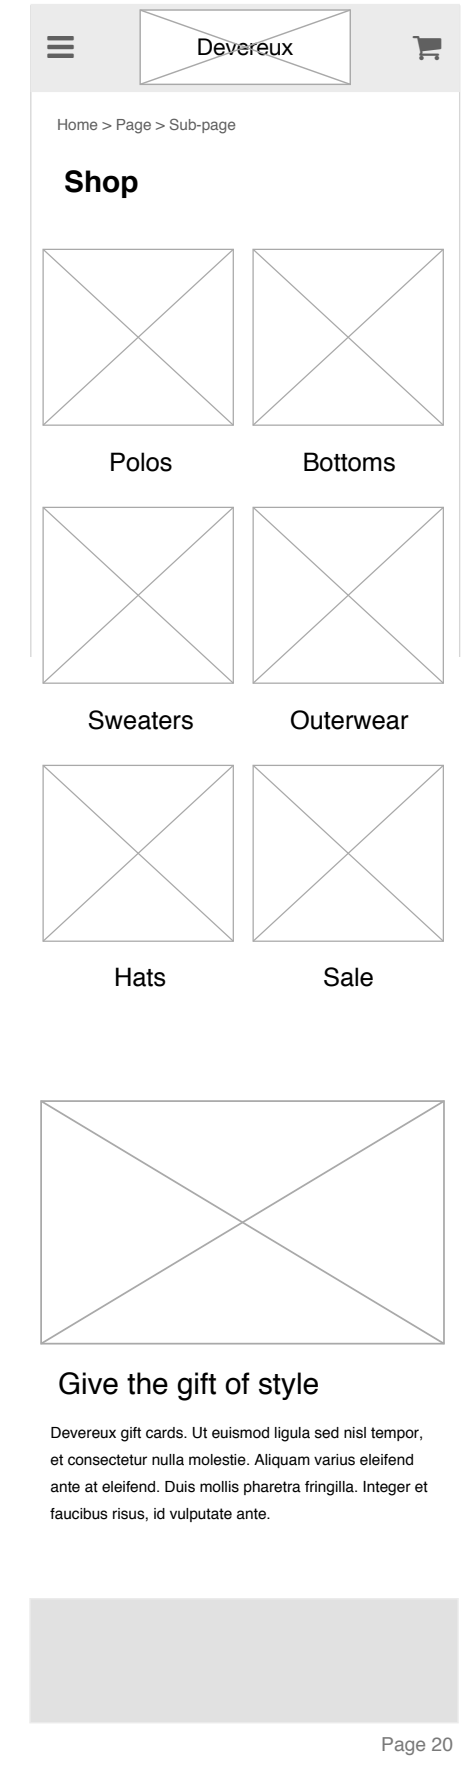 Devereux
Home > Page > Sub-page
Shop
Polos
Bottoms
Sweaters
Outerwear
Hats
Sale
Give the gift of style
Devereux gift cards. Ut euismod ligula sed nisl tempor,
et consectetur nulla molestie. Aliquam varius eleifend
ante at eleifend. Duis mollis pharetra fringilla. Integer et
faucibus risus, id vulputate ante.
Page 20